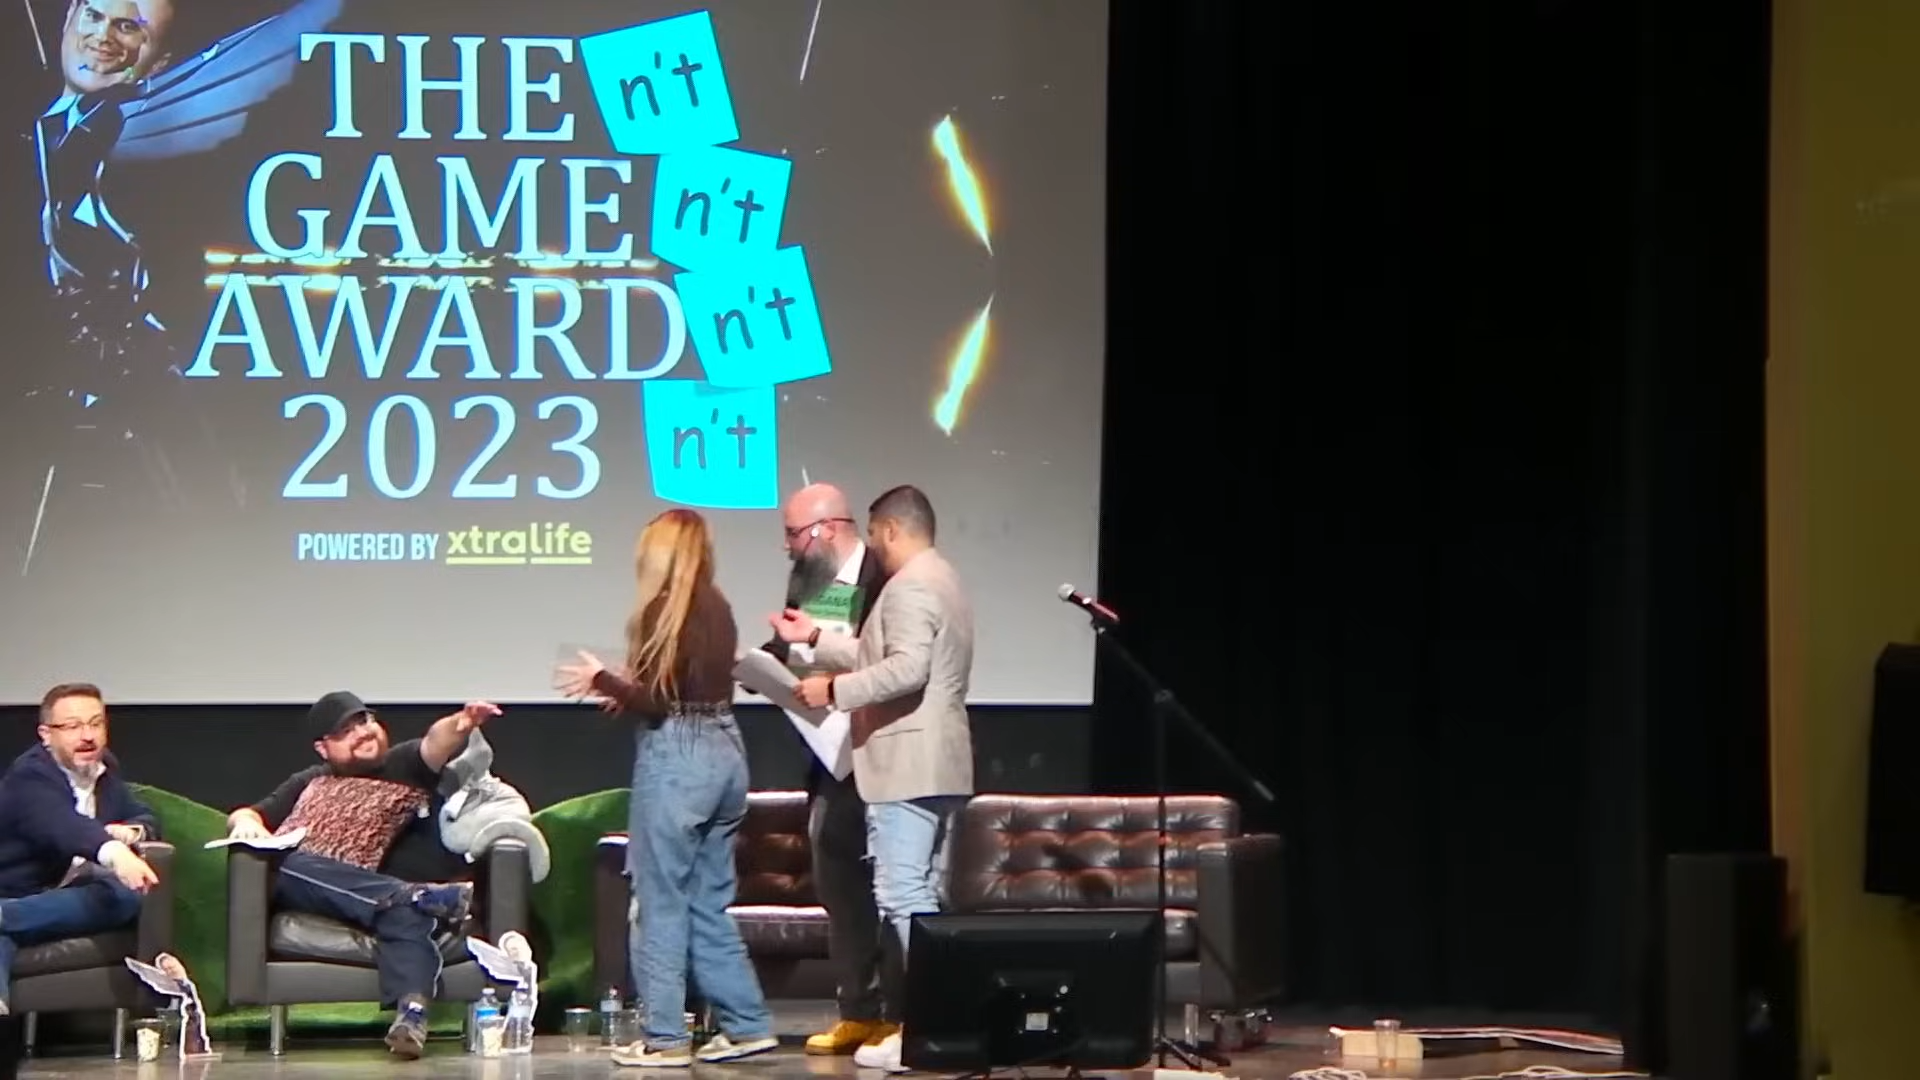 THE n't
GAME n't
AWARD n't
2023 n't
POWERED BY xtralife